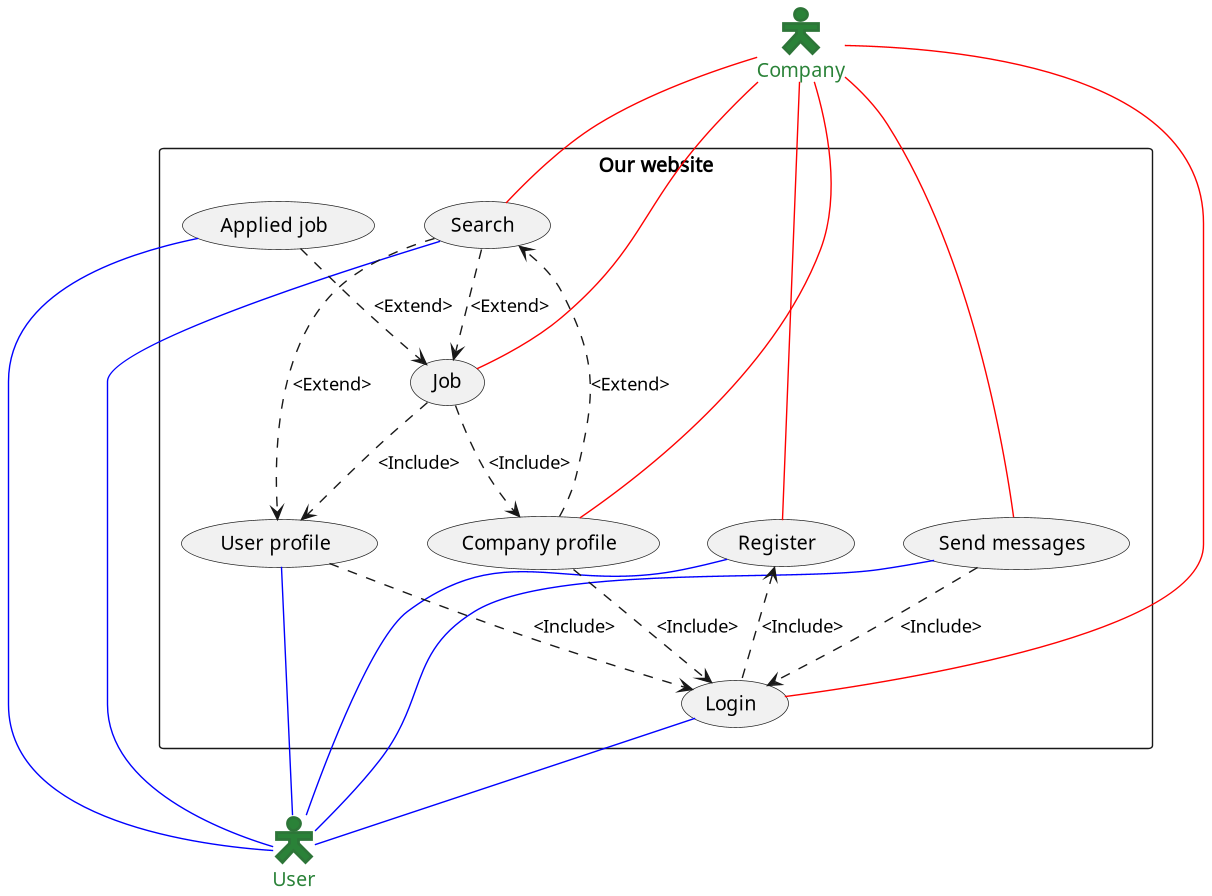 Company
Our website
Applied job
Search
<Extend>
<Extend>
Job
<Extend>
<Extend>
<Include>
<Include>
User profile
Company profile
Register
Send messages
<Include>
<Include>
<Include>
<Include>
Login
User